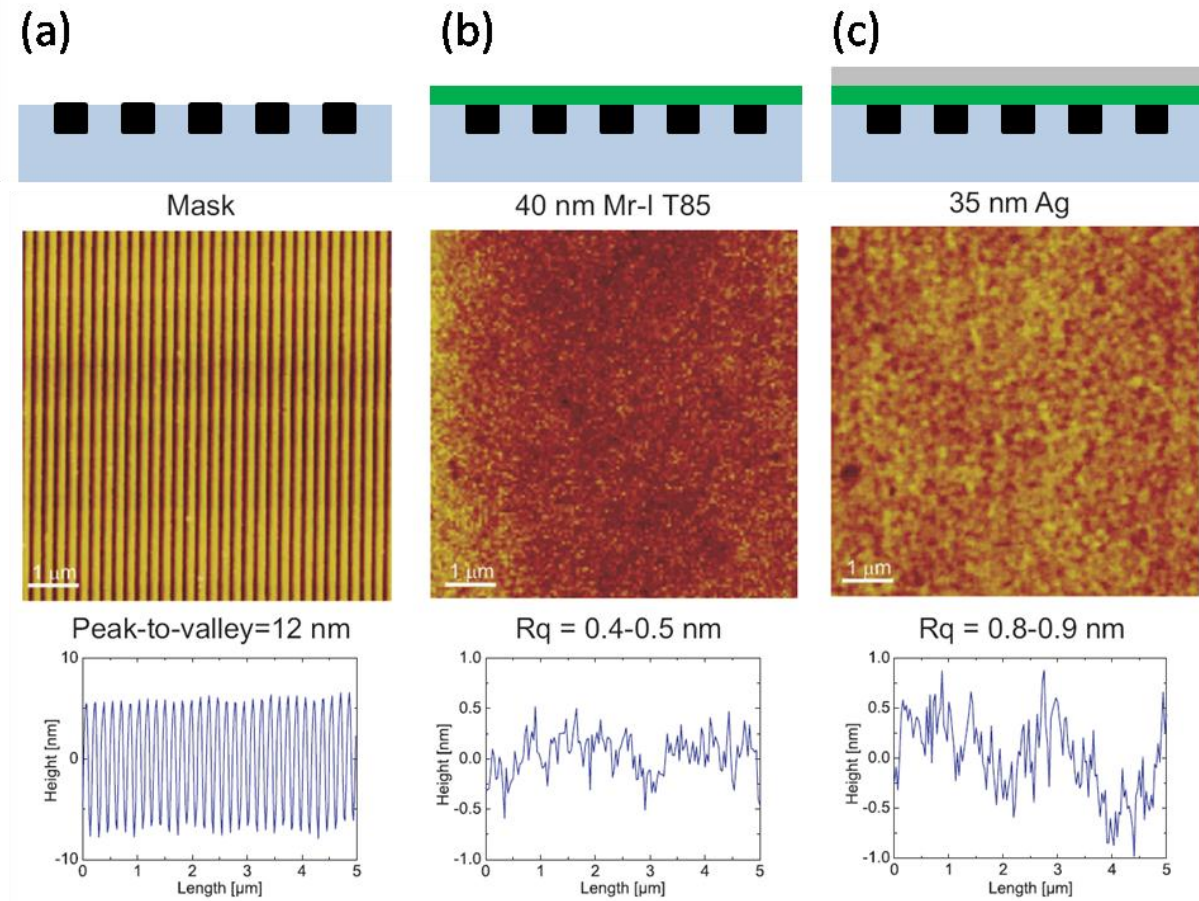 (a)
(b)
(c)
Mask
40 nm Mr-I T85
35 nm Ag
1 μm
1 μm
1 μm
Peak-to-valley=12 nm
Rq = 0.4-0.5 nm
Rq = 0.8-0.9 nm
10
0
-10
Height [nm]
0 1 2 3 4 5
Length [μm]
1.0
0.5
0.0
-0.5
-1.0
Height [nm]
0 1 2 3 4 5
Length [μm]
1.0
0.5
0.0
-0.5
-1.0
Height [nm]
0 1 2 3 4 5
Length [μm]